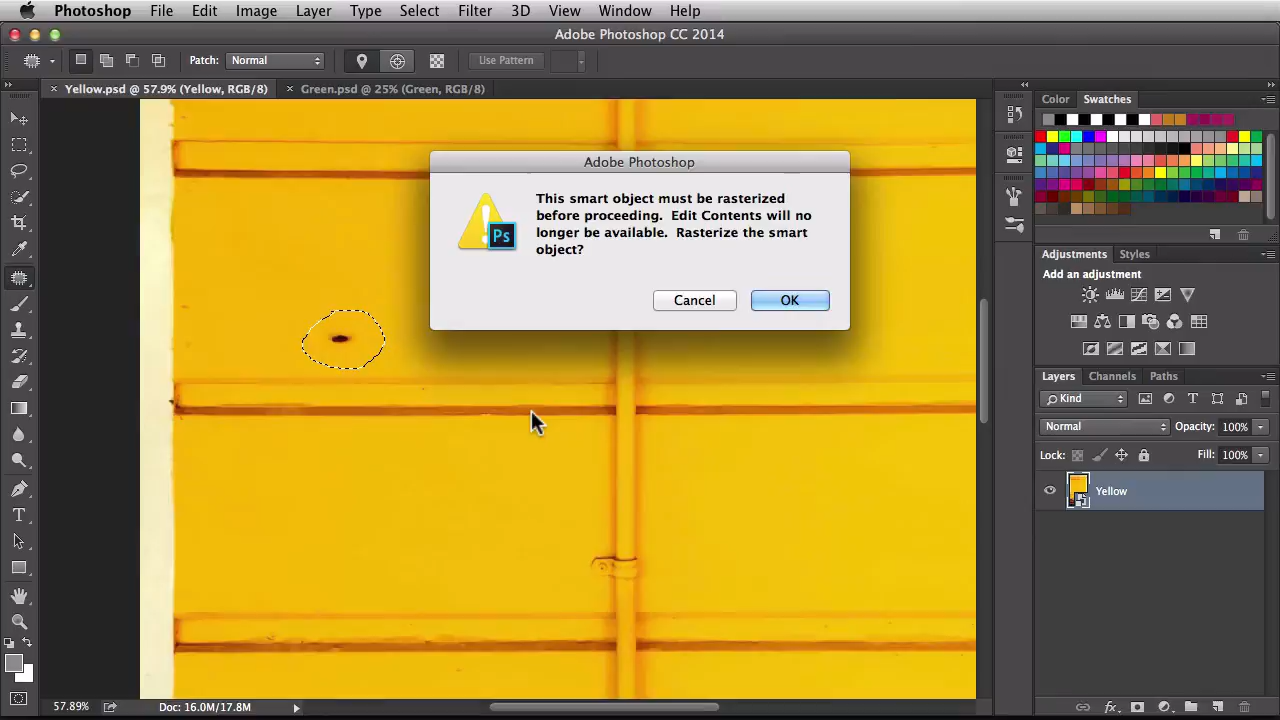 Photoshop File Edit Image Layer Type Select Filter 3D View Window Help
Adobe Photoshop CC 2014
Patch: Normal Use Pattern
Yellow.psd @ 57.9% (Yellow, RGB/8) Green.psd @ 25% (Green, RGB/8)
Adobe Photoshop
This smart object must be rasterized
before proceeding. Edit Contents will no
longer be available. Rasterize the smart
object?
Ps
Cancel OK
Color Swatches
Adjustments Styles
Add an adjustment
Layers Channels Paths
Kind
Normal Opacity: 100%
Lock: Fill: 100%
Yellow
T
57.89% Doc: 16.0M/17.8M
fx